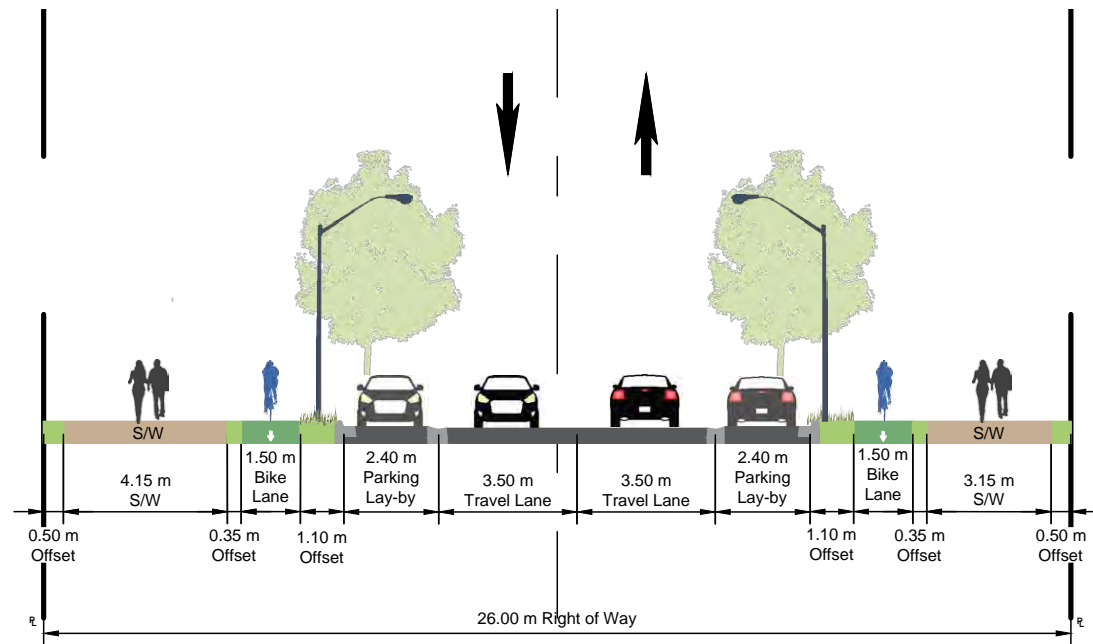 S/W
S/W
4.15 m
S/W
1.50 m
Bike
Lane
2.40 m
Parking
Lay-by
3.50 m
Travel Lane
3.50 m
Travel Lane
2.40 m
Parking
Lay-by
1.50 m
Bike
Lane
3.15 m
S/W
0.50 m
Offset
0.35 m
Offset
1.10 m
Offset
1.10 m
Offset
0.35 m
Offset
0.50 m
Offset
℄26.00 m Right of Way